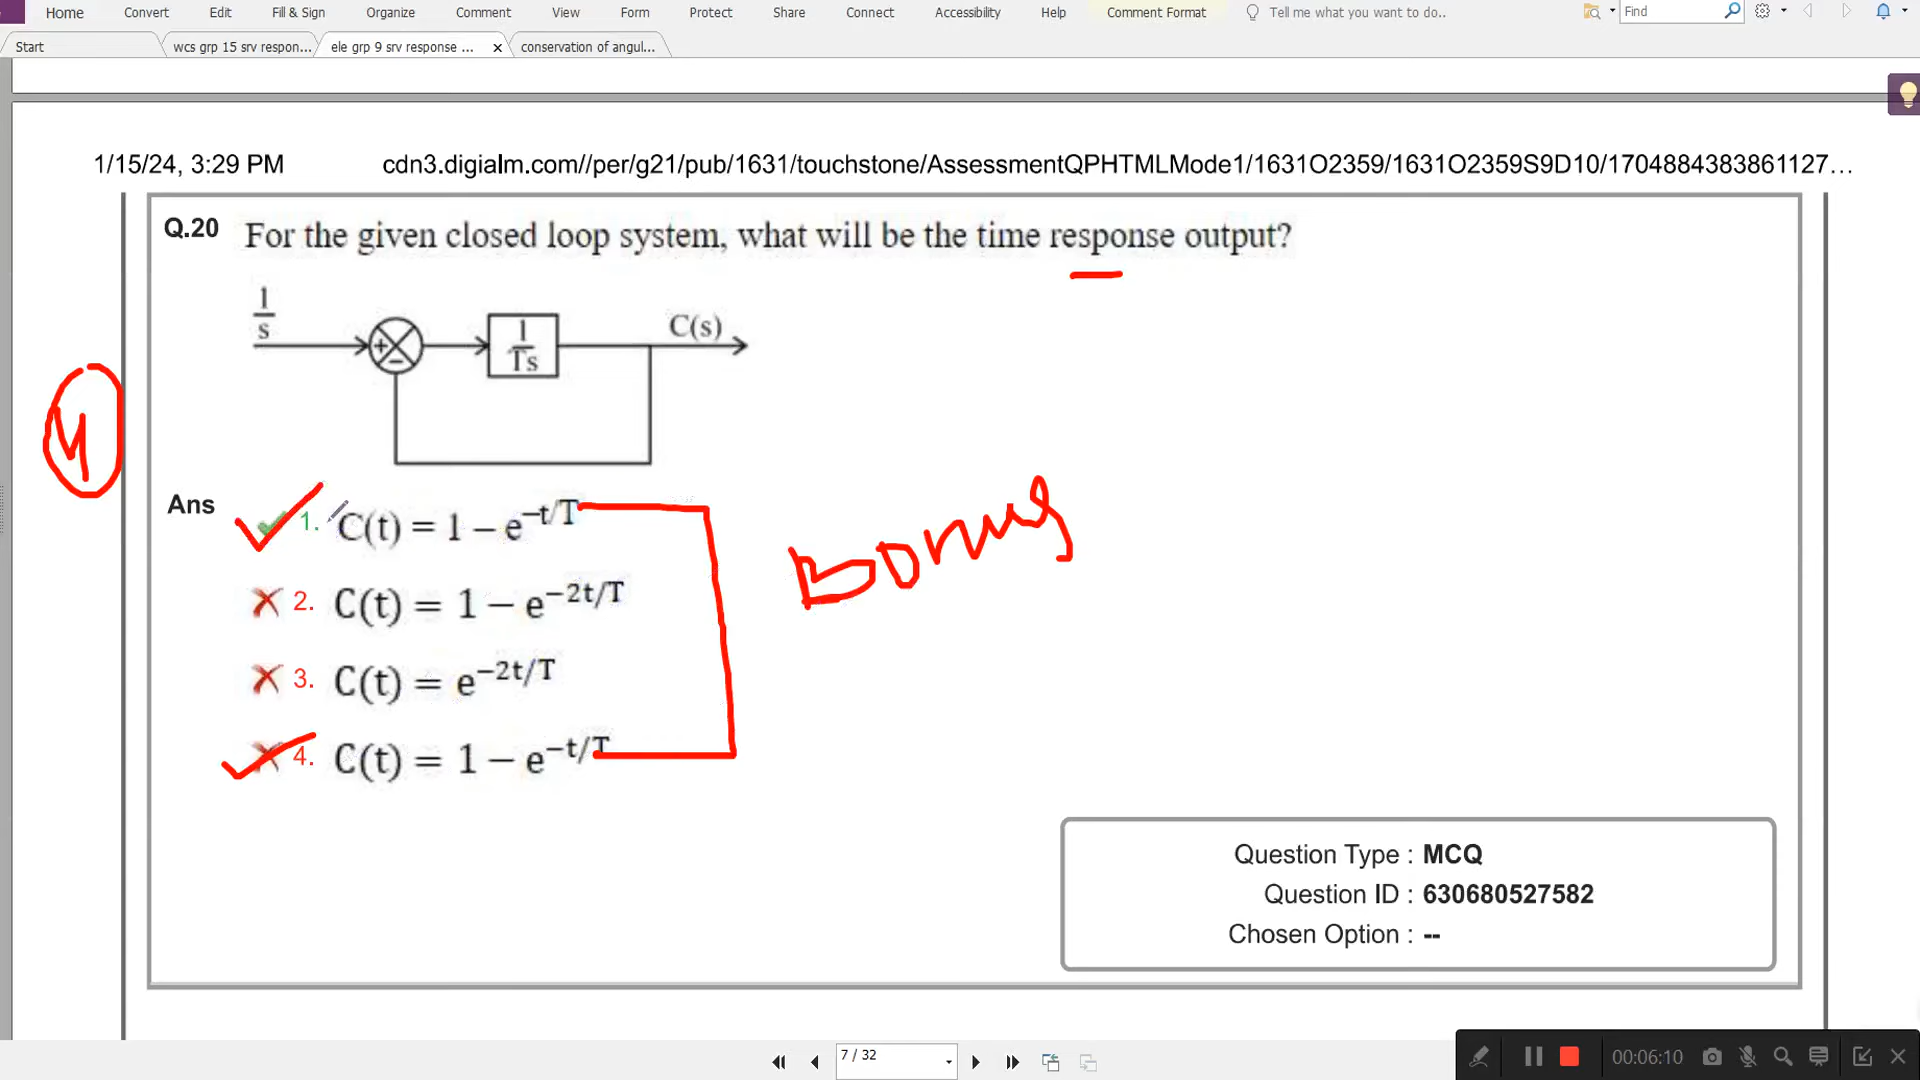 Home Convert Edit Fill & Sign Organize Comment View Form Protect Share Connect Accessibility Help Comment Format Tell me what you want to do.. Find
Start wcs grp 15 srv respon... ele grp 9 srv response ... conservation of angul...
1/15/24, 3:29 PM cdn3.digialm.com//per/g21/pub/1631/touchstone/AssessmentQPHTMLMode1/1631O2359/1631O2359S9D10/1704884383861127...
Q.20 For the given closed loop system, what will be the time response output?
1/s
+
−
1/Ts
C(s)
4
Ans
1. C(t) = 1 − e^−t/T
2. C(t) = 1 − e^−2t/T
3. C(t) = e^−2t/T
4. C(t) = 1 − e^−t/T
Bonus
Question Type : MCQ
Question ID : 630680527582
Chosen Option : --
7 / 32
00:06:10